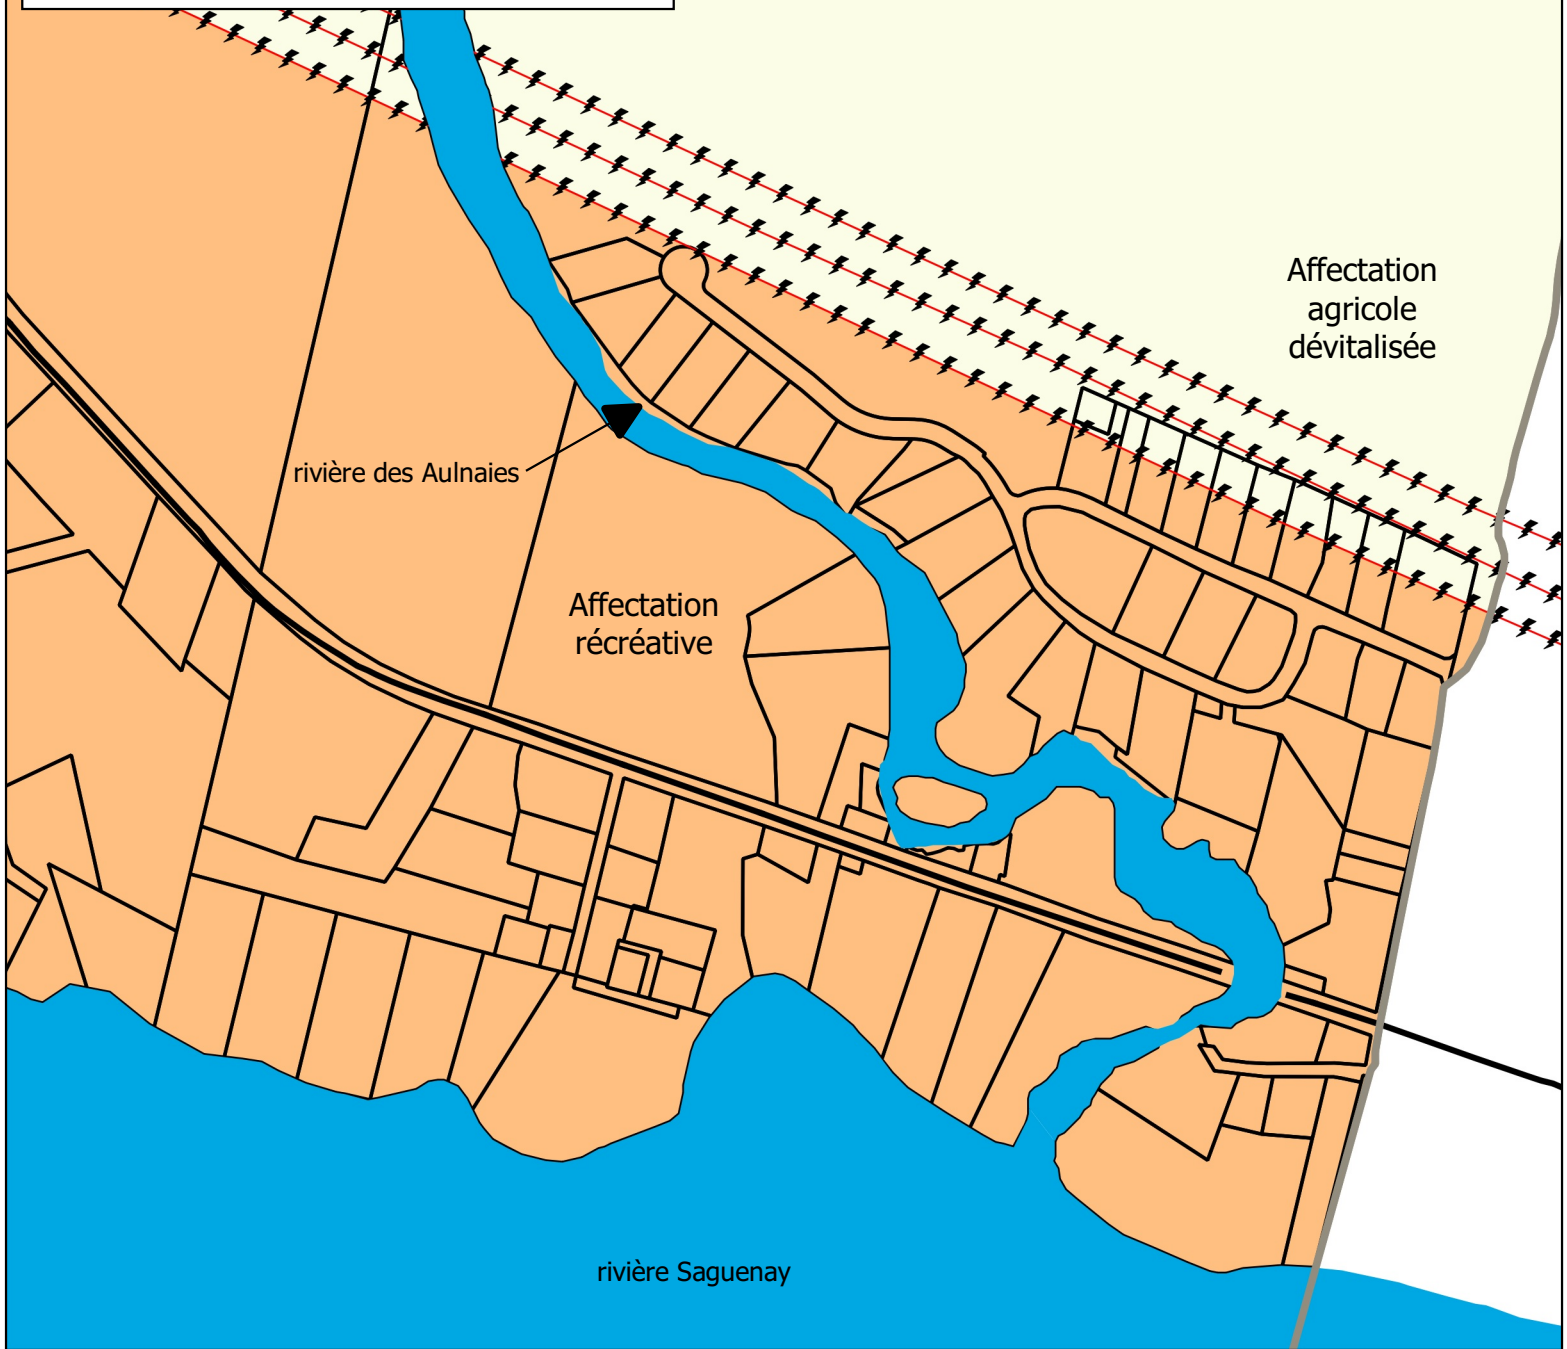 Affectation
agricole
dévitalisée
rivière des Aulnaies
Affectation
récréative
rivière Saguenay